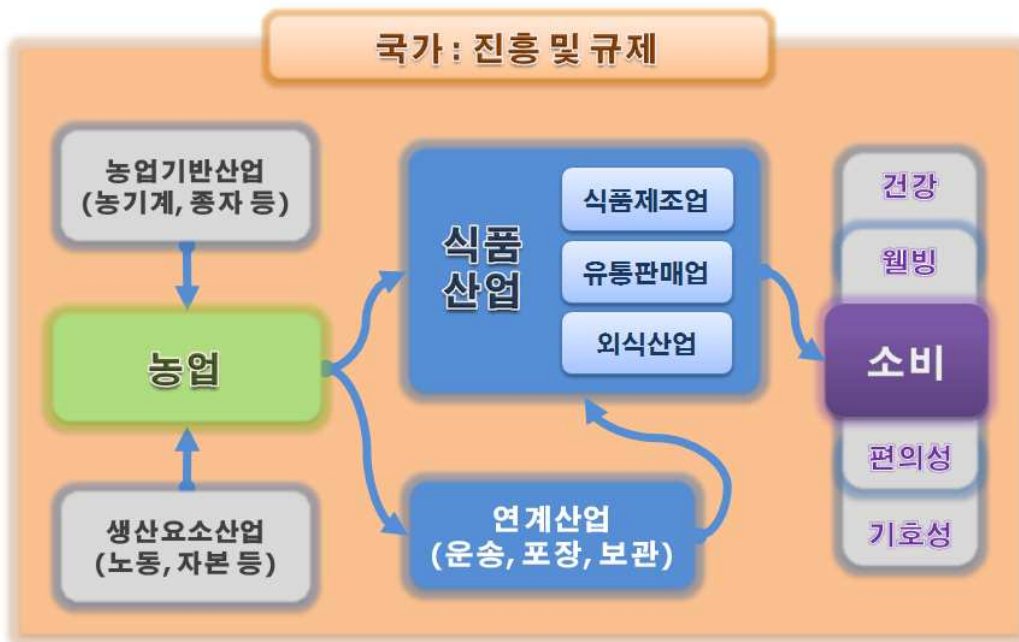 국가 : 진흥 및 규제
농업기반산업
(농기계, 종자 등)
농업
생산요소산업
(노동, 자본 등)
식품
산업
식품제조업
유통판매업
외식산업
연계산업
(운송, 포장, 보관)
건강
웰빙
소비
편의성
기호성